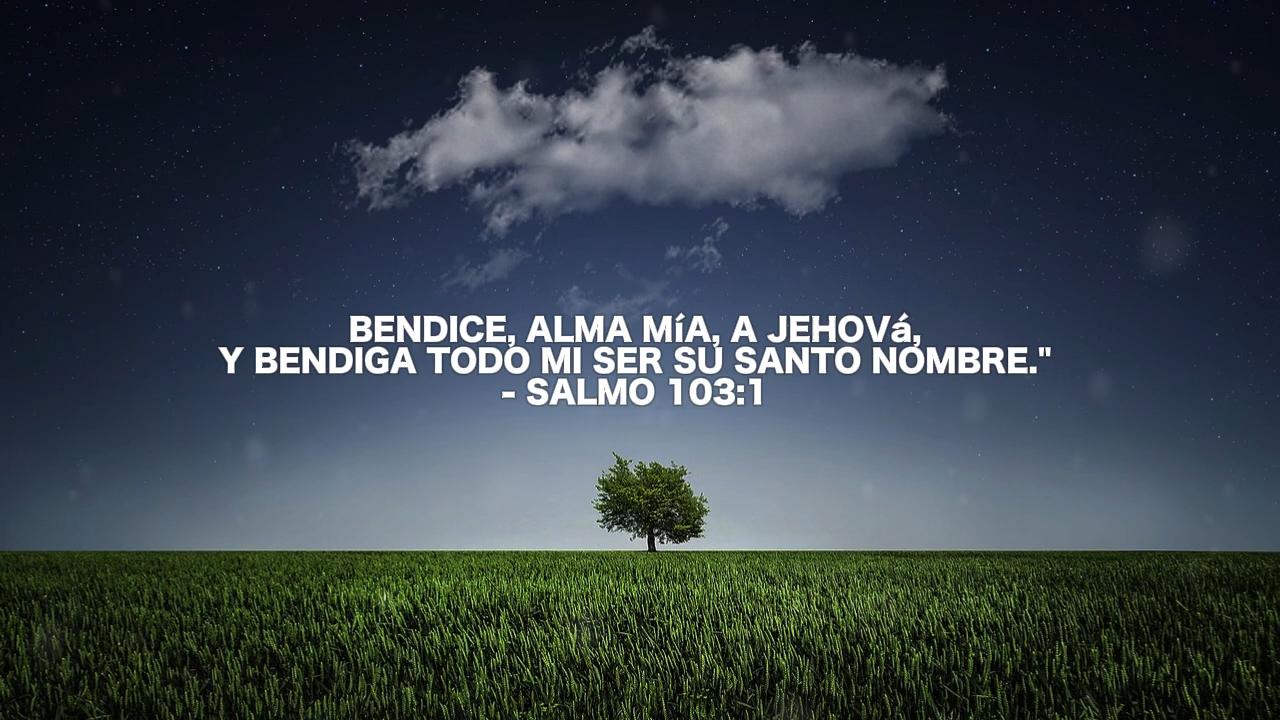 BENDICE, ALMA MíA, A JEHOVá,
Y BENDIGA TODO MI SER SU SANTO NOMBRE."
- SALMO 103:1